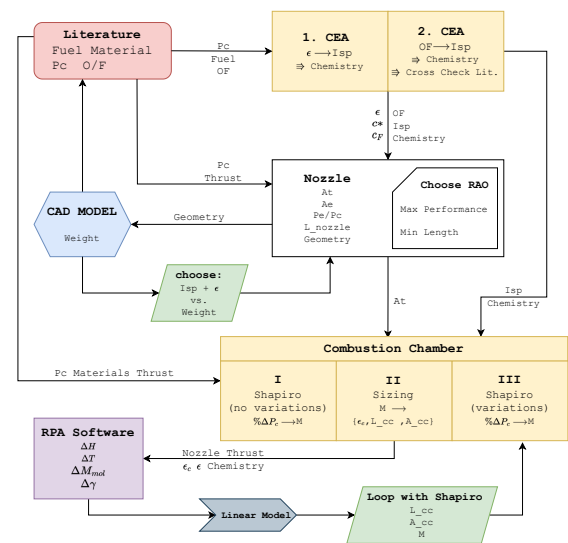 Literature
Fuel Material
Pc O/F
Pc
Fuel
OF
1. CEA
ϵ ⟶Isp
⇛ Chemistry
2. CEA
OF⟶Isp
⇛ Chemistry
⇛ Cross Check Lit.
ϵ OF
c* Isp
c_F Chemistry
Pc
Thrust
Nozzle
At
Ae
Pe/Pc
L_nozzle
Geometry
Choose RAO
Max Performance
Min Length
CAD MODEL
Weight
Geometry
choose:
Isp + ϵ
vs.
Weight
At
Isp
Chemistry
Combustion Chamber
Pc Materials Thrust
I
Shapiro
(no variations)
%ΔP_c ⟶M
II
Sizing
M ⟶
{ϵ_c,L_cc ,A_cc}
III
Shapiro
(variations)
%ΔP_c ⟶M
RPA Software
ΔH
ΔT
ΔM_mol
Δγ
Nozzle Thrust
ϵ_c ϵ Chemistry
Linear Model
Loop with Shapiro
L_cc
A_cc
M